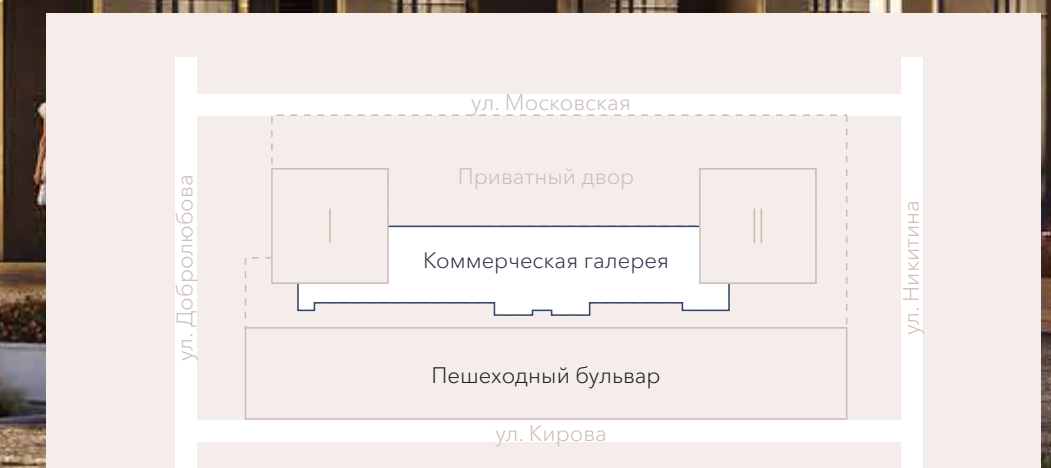 ул. Московская
Приватный двор
ул. Добролюбова
I
II
ул. Никитина
Коммерческая галерея
Пешеходный бульвар
ул. Кирова